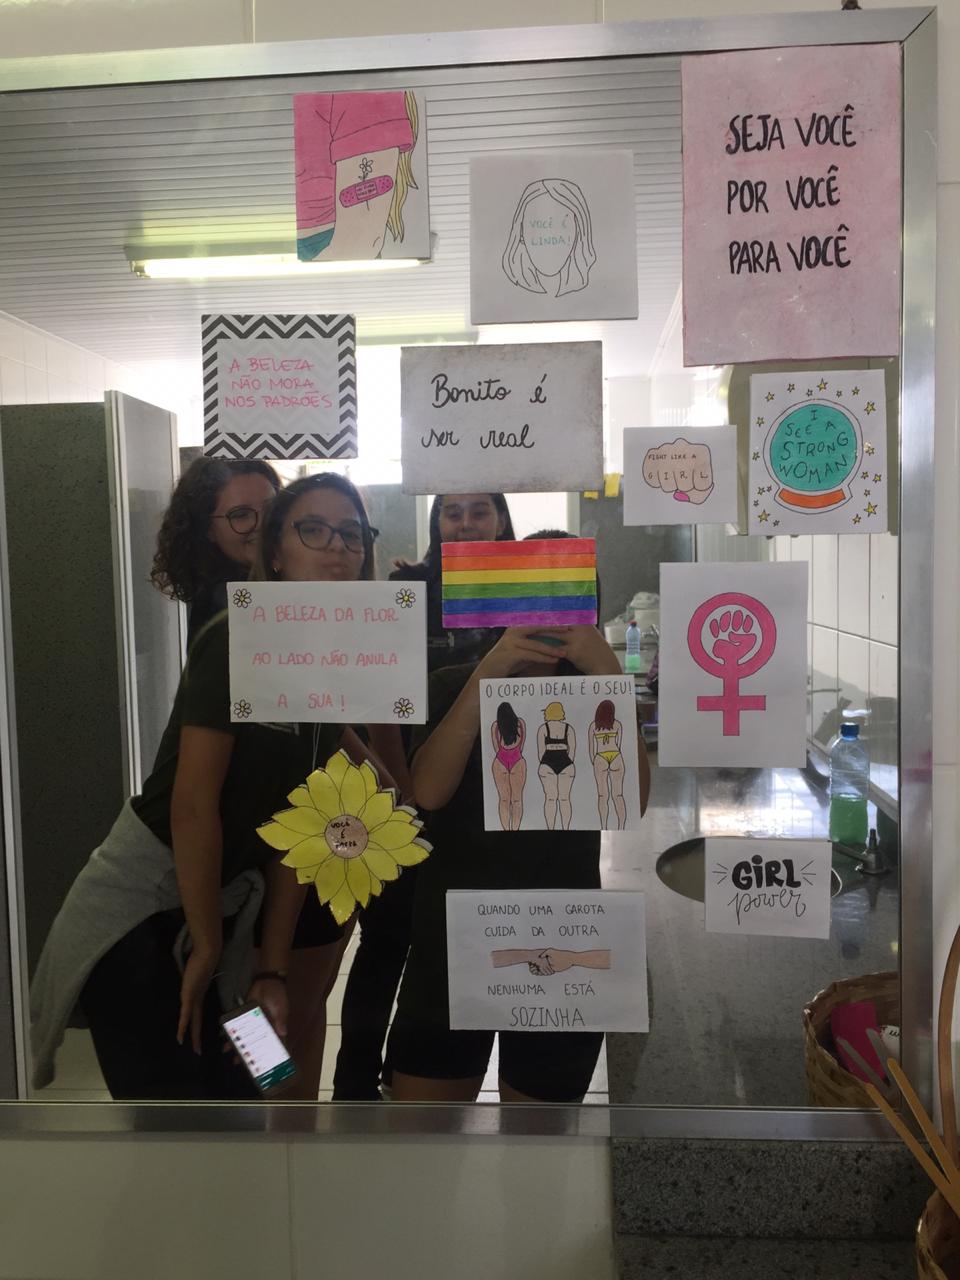 SEJA VOCÊ
POR VOCÊ
PARA VOCÊ
VOCÊ É
LINDA!
A BELEZA
NÃO MORA
NOS PADRÕES
Bonito é
ser real
FIGHT LIKE A
GIRL
I
SEE A
STRONG
WOMAN
A BELEZA DA FLOR
AO LADO NÃO ANULA
A SUA!
O CORPO IDEAL É O SEU!
VOCÊ
É
GIRL
power
QUANDO UMA GAROTA
CUIDA DA OUTRA
NENHUMA ESTÁ
SOZINHA